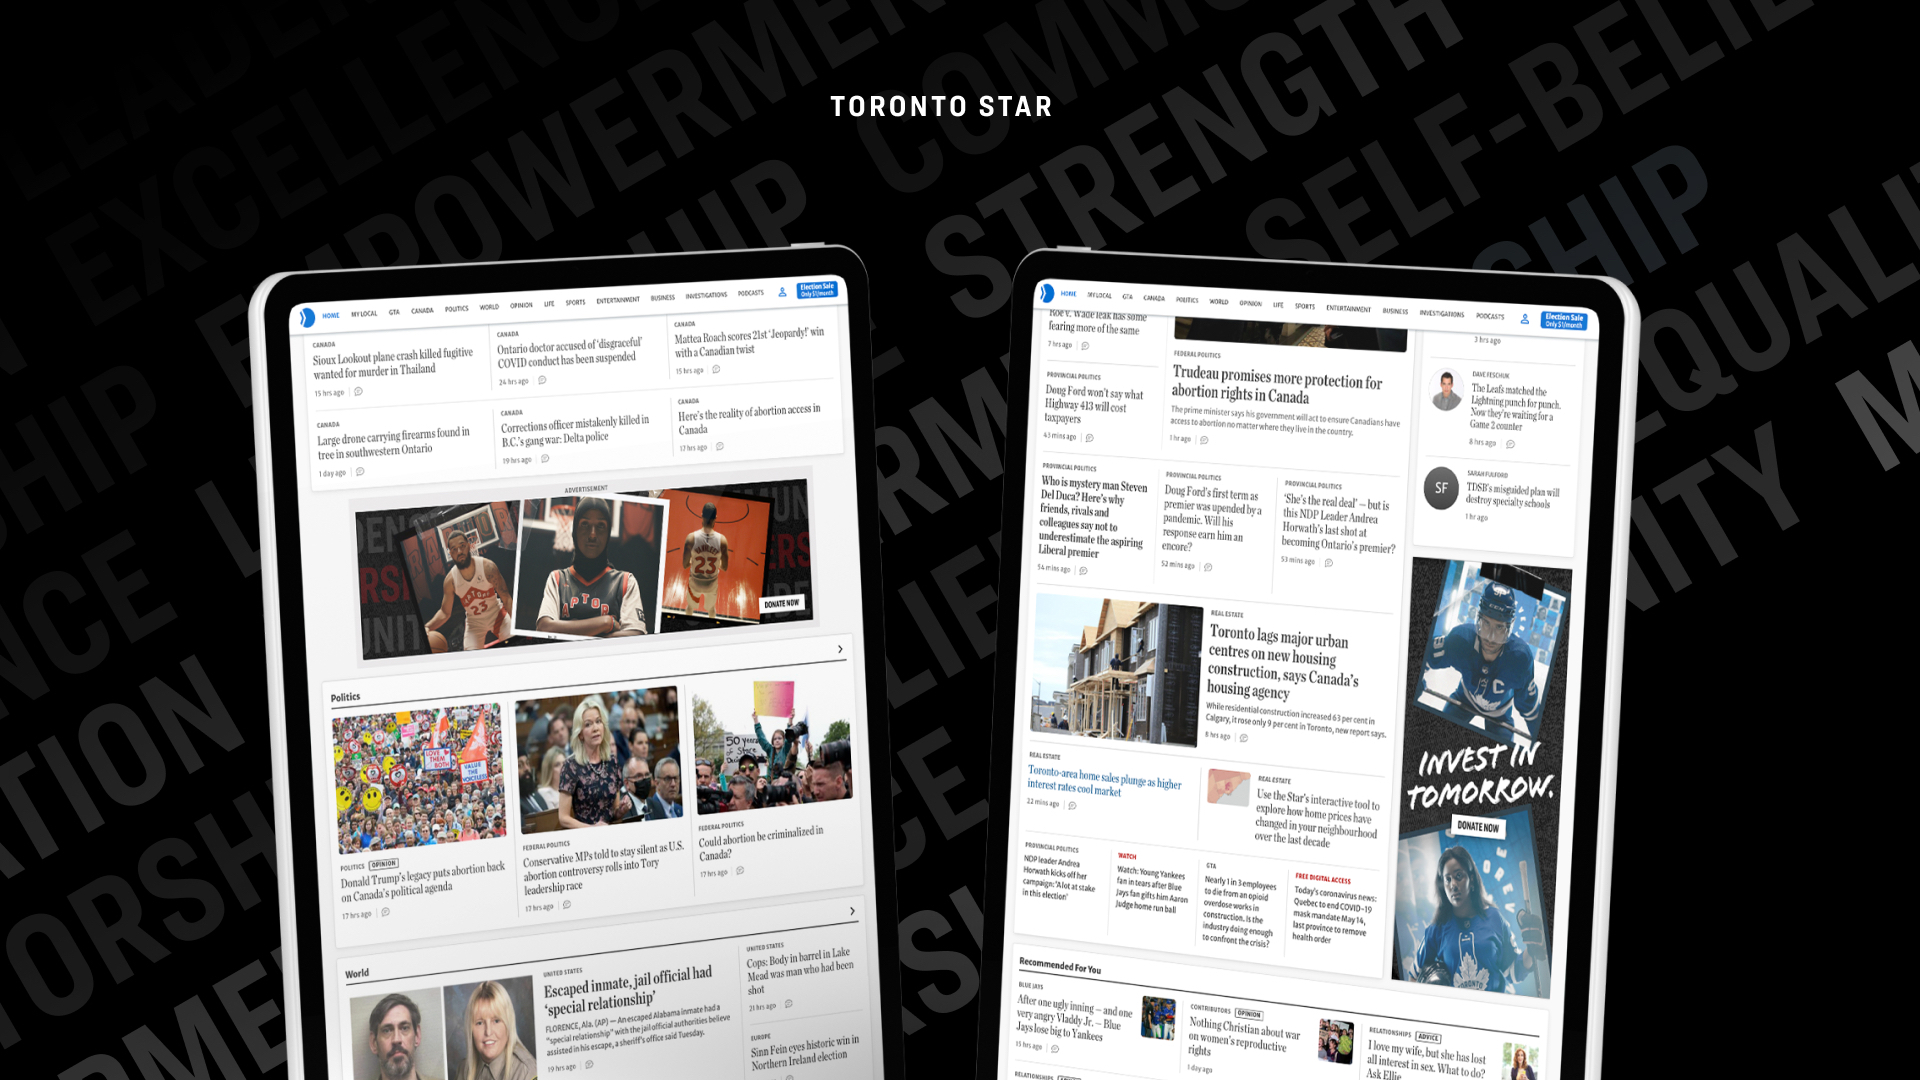 TORONTO STAR
LEADE
EXCELLENC
EMPOWERMEN
COMMU
STRENGTH
SELF-BELIE
SHIP
EQUALI
HOME MY LOCAL GTA CANADA POLITICS WORLD OPINION LIFE SPORTS ENTERTAINMENT BUSINESS INVESTIGATIONS PODCASTS
Election Sale
Only $1/month
CANADA
Sioux Lookout plane crash killed fugitive
wanted for murder in Thailand
15 hrs ago
CANADA
Ontario doctor accused of 'disgraceful'
COVID conduct has been suspended
24 hrs ago
CANADA
Mattea Roach scores 21st 'Jeopardy!' win
with a Canadian twist
15 hrs ago
CANADA
Large drone carrying firearms found in
tree in southwestern Ontario
1 day ago
CANADA
Corrections officer mistakenly killed in
B.C.'s gang war: Delta police
19 hrs ago
CANADA
Here's the reality of abortion access in
Canada
17 hrs ago
ADVERTISEMENT
RAPTOR
23
23
DONATE NOW
Politics
LOVE
THEM
BOTH
VALUE
THE
VOICELESS
POLITICS OPINION
Donald Trump's legacy puts abortion back
on Canada's political agenda
17 hrs ago
FEDERAL POLITICS
Conservative MPs told to stay silent as U.S.
abortion controversy rolls into Tory
leadership race
17 hrs ago
50 years
FEDERAL POLITICS
Could abortion be criminalized in
Canada?
17 hrs ago
World
UNITED STATES
Escaped inmate, jail official had
'special relationship'
FLORENCE, Ala. (AP) — An escaped Alabama inmate had a
"special relationship" with the jail official authorities believe
assisted in his escape, a sheriff's office said Tuesday.
19 hrs ago
UNITED STATES
Cops: Body in barrel in Lake
Mead was man who had been
shot
21 hrs ago
EUROPE
Sinn Fein eyes historic win in
Northern Ireland election
HOME MY LOCAL GTA CANADA POLITICS WORLD OPINION LIFE SPORTS ENTERTAINMENT BUSINESS INVESTIGATIONS PODCASTS
Election Sale
Only $1/month
Roe v. Wade leak has some
fearing more of the same
7 hrs ago
PROVINCIAL POLITICS
Doug Ford won't say what
Highway 413 will cost
taxpayers
43 mins ago
FEDERAL POLITICS
Trudeau promises more protection for
abortion rights in Canada
The prime minister says his government will act to ensure Canadians have
access to abortion no matter where they live in the country.
1 hr ago
3 hrs ago
DAVE FESCHUK
The Leafs matched the
Lightning punch for punch.
Now they're waiting for a
Game 2 counter
8 hrs ago
SF
SARAH FULFORD
TDSB's misguided plan will
destroy specialty schools
1 hr ago
PROVINCIAL POLITICS
Who is mystery man Steven
Del Duca? Here's why
friends, rivals and
colleagues say not to
underestimate the aspiring
Liberal premier
54 mins ago
PROVINCIAL POLITICS
Doug Ford's first term as
premier was upended by a
pandemic. Will his
response earn him an
encore?
52 mins ago
PROVINCIAL POLITICS
'She's the real deal' — but is
this NDP Leader Andrea
Horwath's last shot at
becoming Ontario's premier?
53 mins ago
REAL ESTATE
Toronto lags major urban
centres on new housing
construction, says Canada's
housing agency
While residential construction increased 63 per cent in
Calgary, it rose only 9 per cent in Toronto, new report says.
8 hrs ago
REAL ESTATE
Toronto-area home sales plunge as higher
interest rates cool market
22 mins ago
REAL ESTATE
Use the Star's interactive tool to
explore how home prices have
changed in your neighbourhood
over the last decade
PROVINCIAL POLITICS
NDP leader Andrea
Horwath kicks off her
campaign: 'A lot at stake
in this election'
WATCH
Watch: Young Yankees
fan in tears after Blue
Jays fan gifts him Aaron
Judge home run ball
GTA
Nearly 1 in 3 employees
to die from an opioid
overdose works in
construction. Is the
industry doing enough
to confront the crisis?
FREE DIGITAL ACCESS
Today's coronavirus news:
Quebec to end COVID-19
mask mandate May 14,
last province to remove
health order
C
INVEST IN
TOMORROW.
DONATE NOW
Recommended For You
BLUE JAYS
After one ugly inning — and one
very angry Vladdy Jr. — Blue
Jays lose big to Yankees
15 hrs ago
CONTRIBUTORS OPINION
Nothing Christian about war
on women's reproductive
rights
1 day ago
RELATIONSHIPS ADVICE
I love my wife, but she has lost
all interest in sex. What to do?
Ask Ellie
RELATIONSHIPS